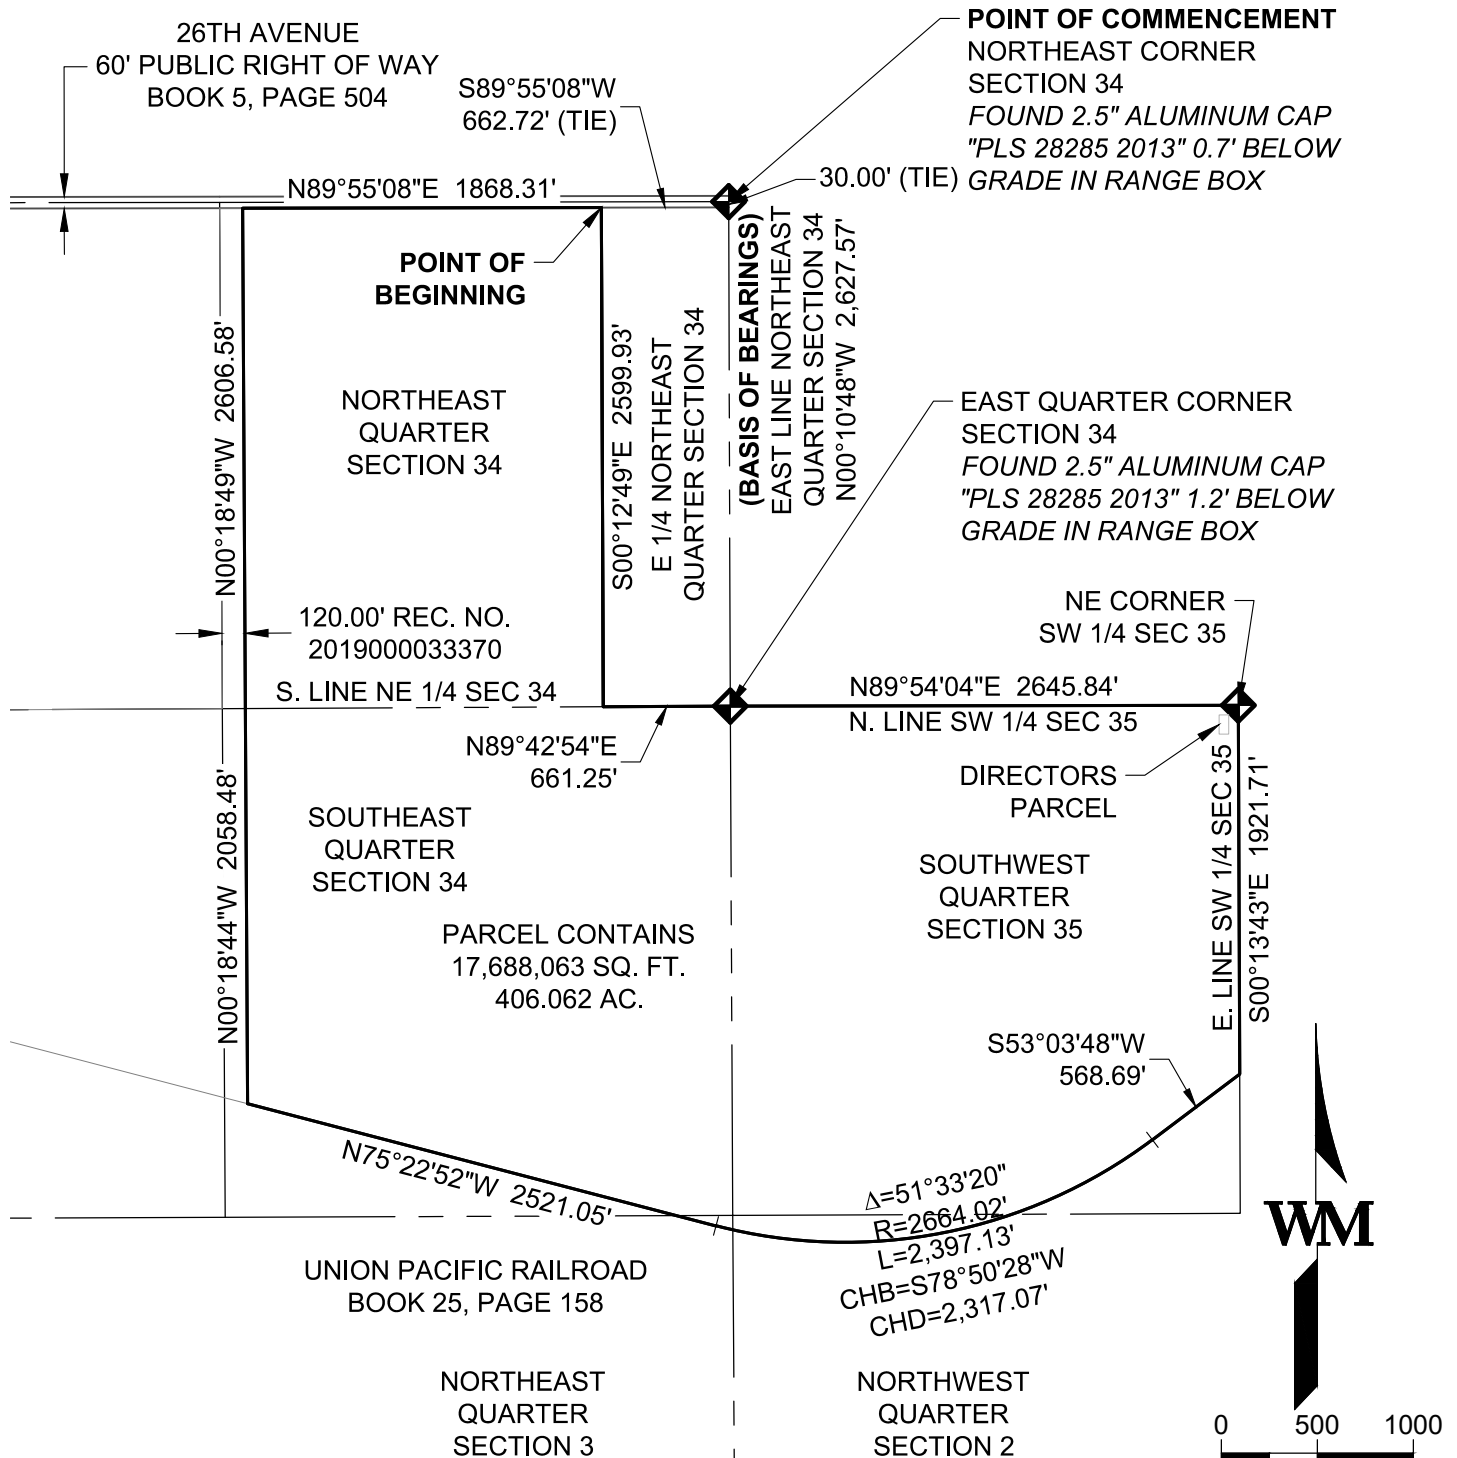 26TH AVENUE
60' PUBLIC RIGHT OF WAY
BOOK 5, PAGE 504
S89°55'08"W
662.72' (TIE)
POINT OF COMMENCEMENT
NORTHEAST CORNER
SECTION 34
FOUND 2.5" ALUMINUM CAP
"PLS 28285 2013" 0.7' BELOW
GRADE IN RANGE BOX
30.00' (TIE)
N89°55'08"E 1868.31'
POINT OF
BEGINNING
N00°18'49"W 2606.58'
NORTHEAST
QUARTER
SECTION 34
S00°12'49"E 2599.93'
E 1/4 NORTHEAST
QUARTER SECTION 34
(BASIS OF BEARINGS)
EAST LINE NORTHEAST
QUARTER SECTION 34
N00°10'48"W 2,627.57'
EAST QUARTER CORNER
SECTION 34
FOUND 2.5" ALUMINUM CAP
"PLS 28285 2013" 1.2' BELOW
GRADE IN RANGE BOX
120.00' REC. NO.
2019000033370
S. LINE NE 1/4 SEC 34
NE CORNER
SW 1/4 SEC 35
N89°54'04"E 2645.84'
N. LINE SW 1/4 SEC 35
N89°42'54"E
661.25'
DIRECTORS
PARCEL
N00°18'44"W 2058.48'
SOUTHEAST
QUARTER
SECTION 34
SOUTHWEST
QUARTER
SECTION 35
E. LINE SW 1/4 SEC 35
S00°13'43"E 1921.71'
PARCEL CONTAINS
17,688,063 SQ. FT.
406.062 AC.
S53°03'48"W
568.69'
N75°22'52"W 2521.05'
Δ=51°33'20"
R=2664.02'
L=2,397.13'
CHB=S78°50'28"W
CHD=2,317.07'
WM
UNION PACIFIC RAILROAD
BOOK 25, PAGE 158
NORTHEAST
QUARTER
SECTION 3
NORTHWEST
QUARTER
SECTION 2
0 500 1000